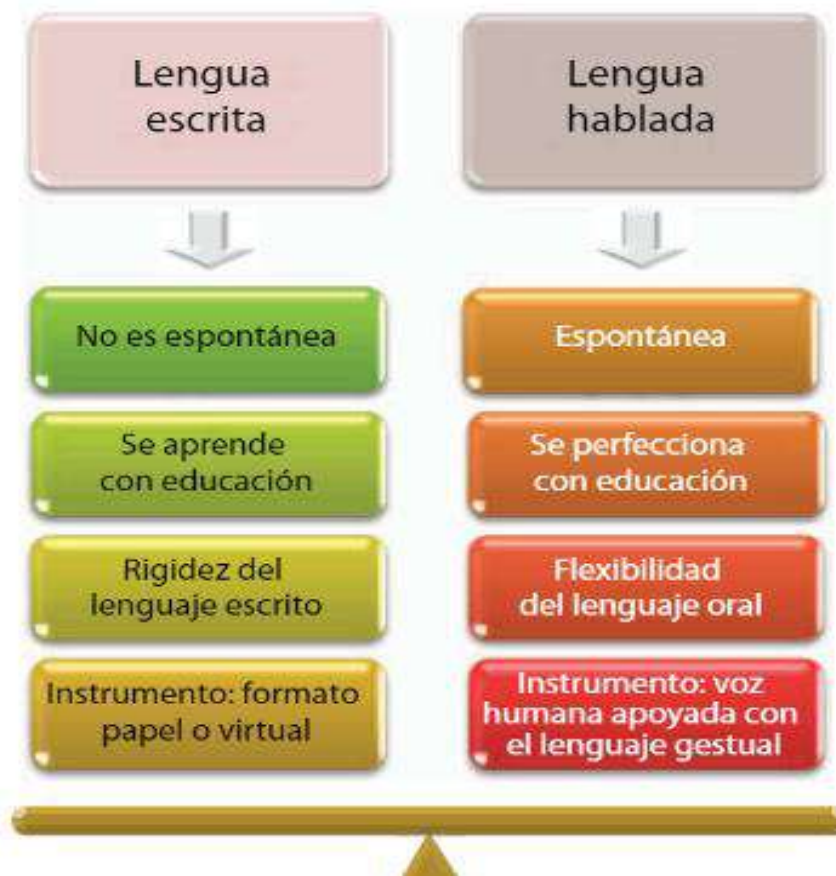 Lengua
escrita
No es espontánea
Se aprende
con educación
Rigidez del
lenguaje escrito
Instrumento: formato
papel o virtual
Lengua
hablada
Espontánea
Se perfecciona
con educación
Flexibilidad
del lenguaje oral
Instrumento: voz
humana apoyada con
el lenguaje gestual